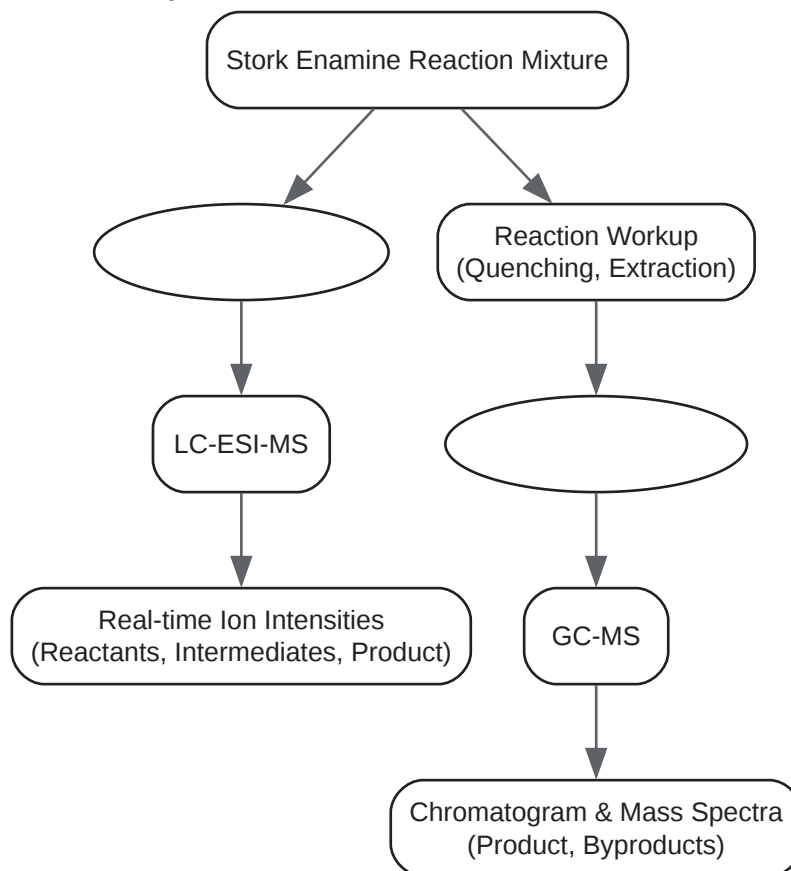 Stork Enamine Reaction Mixture
Reaction Workup
(Quenching, Extraction)
LC-ESI-MS
Real-time Ion Intensities
(Reactants, Intermediates, Product)
GC-MS
Chromatogram & Mass Spectra
(Product, Byproducts)